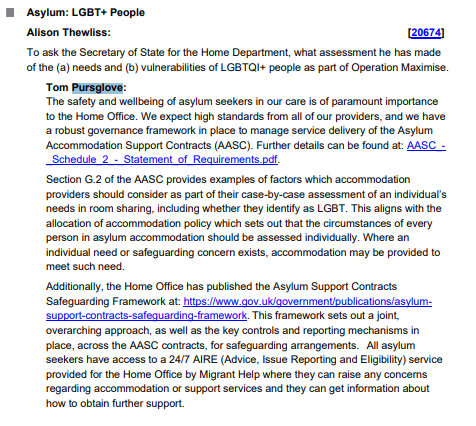 Asylum: LGBT+ People
Alison Thewliss: [20674]
To ask the Secretary of State for the Home Department, what assessment he has made
of the (a) needs and (b) vulnerabilities of LGBTQI+ people as part of Operation Maximise.
Tom Pursglove:
The safety and wellbeing of asylum seekers in our care is of paramount importance
to the Home Office. We expect high standards from all of our providers, and we have
a robust governance framework in place to manage service delivery of the Asylum
Accommodation Support Contracts (AASC). Further details can be found at: AASC_-
_Schedule_2_-_Statement_of_Requirements.pdf.
Section G.2 of the AASC provides examples of factors which accommodation
providers should consider as part of their case-by-case assessment of an individual's
needs in room sharing, including whether they identify as LGBT. This aligns with the
allocation of accommodation policy which sets out that the circumstances of every
person in asylum accommodation should be assessed individually. Where an
individual need or safeguarding concern exists, accommodation may be provided to
meet such need.
Additionally, the Home Office has published the Asylum Support Contracts
Safeguarding Framework at: https://www.gov.uk/government/publications/asylum-
support-contracts-safeguarding-framework. This framework sets out a joint,
overarching approach, as well as the key controls and reporting mechanisms in
place, across the AASC contracts, for safeguarding arrangements. All asylum
seekers have access to a 24/7 AIRE (Advice, Issue Reporting and Eligibility) service
provided for the Home Office by Migrant Help where they can raise any concerns
regarding accommodation or support services and they can get information about
how to obtain further support.